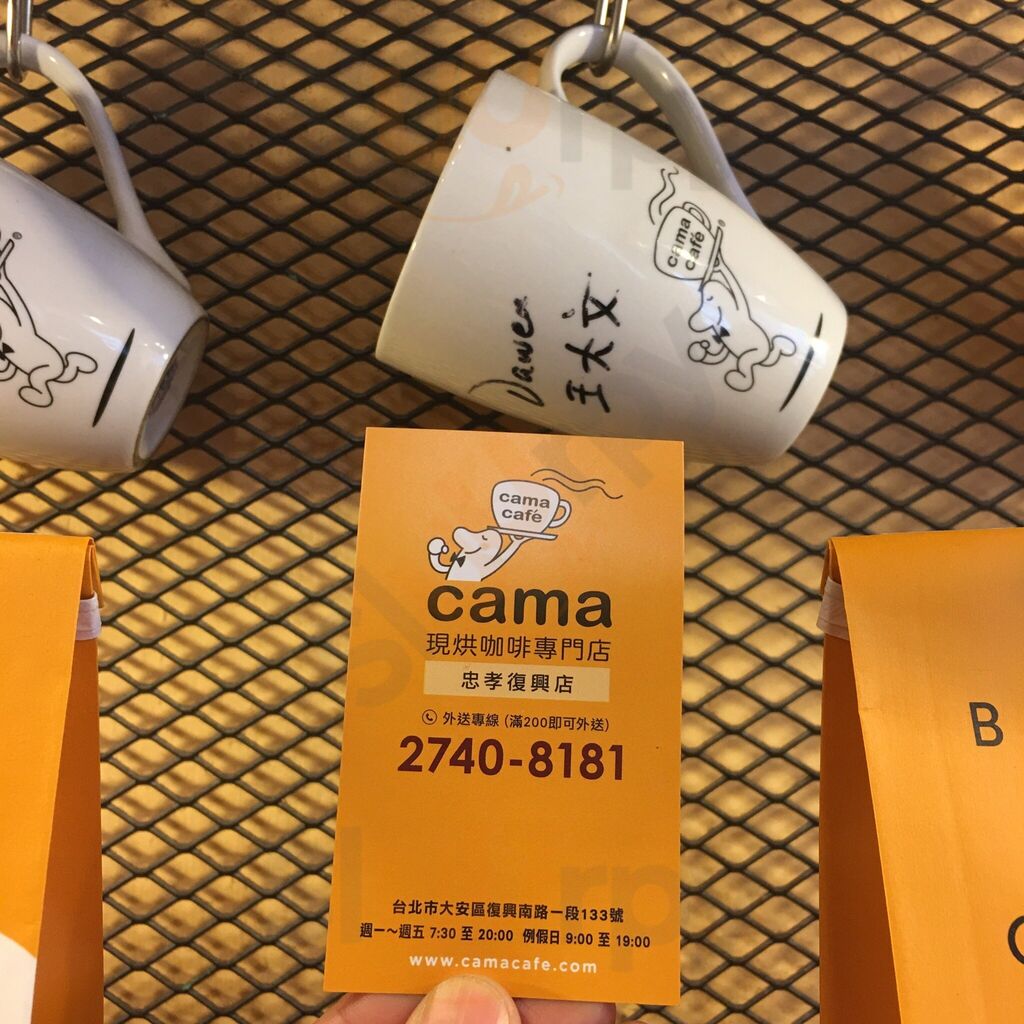 cama
café
王大文
cama
café
cama
現烘咖啡專門店
忠孝復興店
外送專線 (滿200即可外送)
2740-8181
台北市大安區復興南路一段133號
週一～週五 7:30 至 20:00 例假日 9:00 至 19:00
www.camacafe.com
B